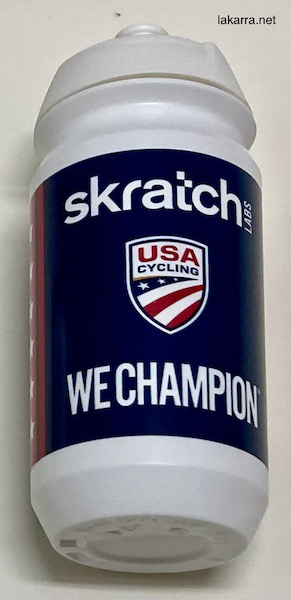 lakarra.net
skratch
LABS
USA
CYCLING
WE CHAMPION